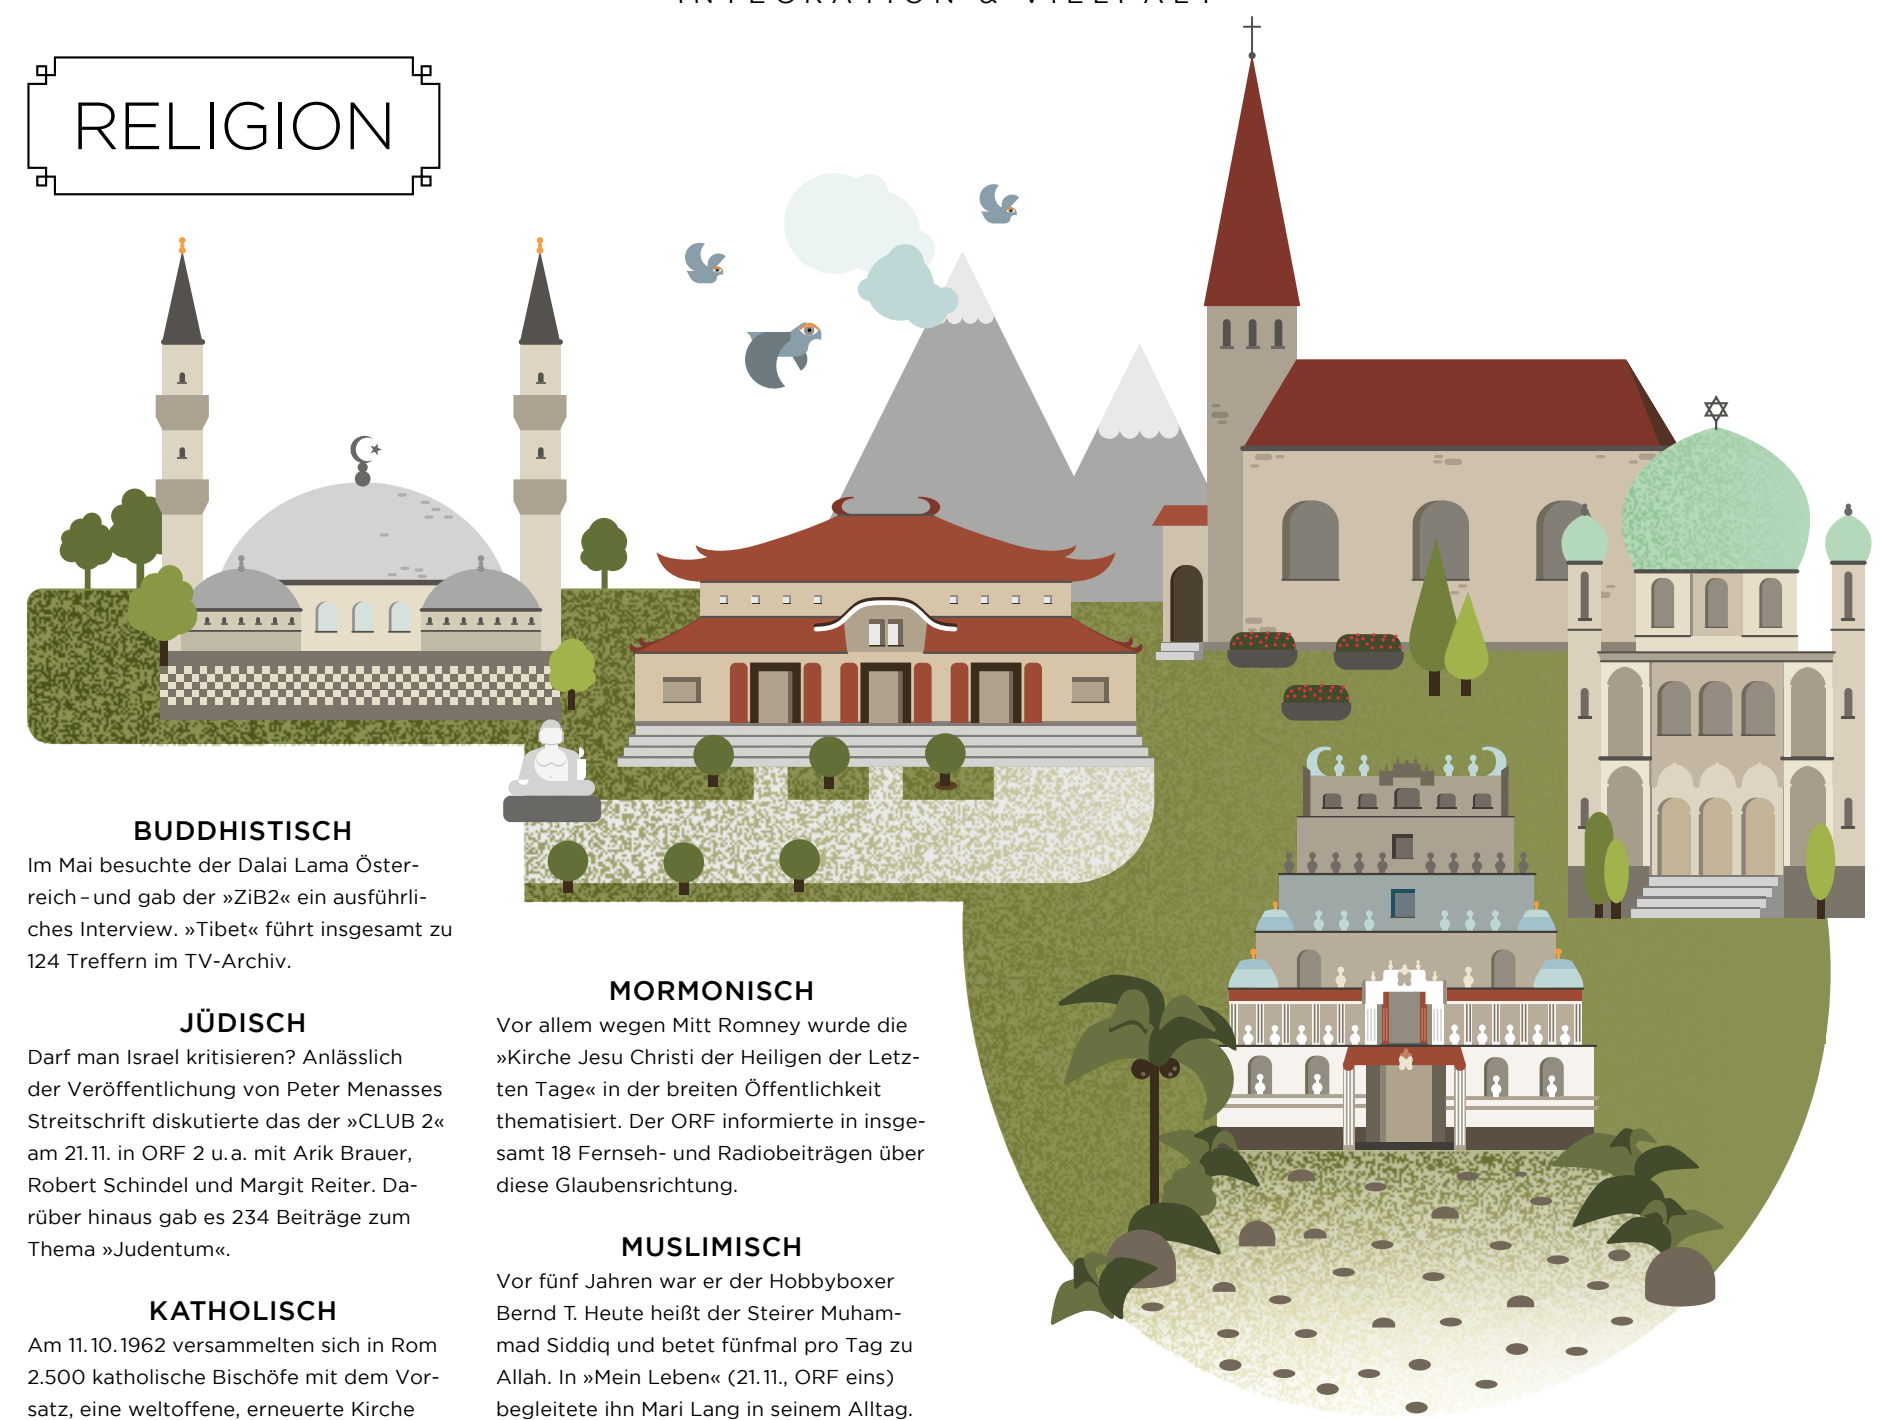 INTEGRATION & VIELFALT
RELIGION
BUDDHISTISCH
Im Mai besuchte der Dalai Lama Öster-
reich – und gab der »ZiB2« ein ausführli-
ches Interview. »Tibet« führt insgesamt zu
124 Treffern im TV-Archiv.
JÜDISCH
Darf man Israel kritisieren? Anlässlich
der Veröffentlichung von Peter Menasses
Streitschrift diskutierte das der »CLUB 2«
am 21.11. in ORF 2 u.a. mit Arik Brauer,
Robert Schindel und Margit Reiter. Da-
rüber hinaus gab es 234 Beiträge zum
Thema »Judentum«.
KATHOLISCH
Am 11.10.1962 versammelten sich in Rom
2.500 katholische Bischöfe mit dem Vor-
satz, eine weltoffene, erneuerte Kirche
MORMONISCH
Vor allem wegen Mitt Romney wurde die
»Kirche Jesu Christi der Heiligen der Letz-
ten Tage« in der breiten Öffentlichkeit
thematisiert. Der ORF informierte in insge-
samt 18 Fernseh- und Radiobeiträgen über
diese Glaubensrichtung.
MUSLIMISCH
Vor fünf Jahren war er der Hobbyboxer
Bernd T. Heute heißt der Steirer Muham-
mad Siddiq und betet fünfmal pro Tag zu
Allah. In »Mein Leben« (21.11., ORF eins)
begleitete ihn Mari Lang in seinem Alltag.